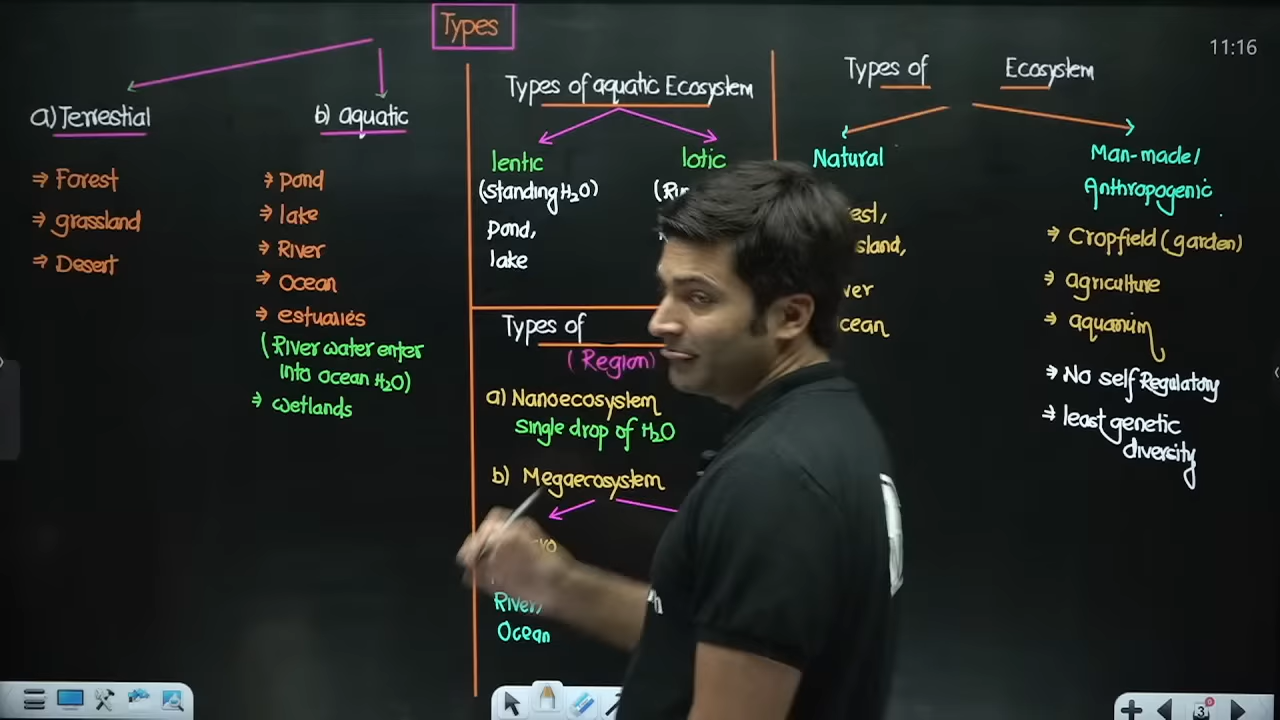 Types
11:16
a) Terrestial
⇒ Forest
⇒ grassland
⇒ Desert
b) aquatic
⇒ pond
⇒ lake
⇒ River
⇒ Ocean
⇒ estuaries
(River water enter
into ocean H2O)
⇒ wetlands
Types of aquatic Ecosystem
lentic
(standing H2O)
pond,
lake
lotic
Types of
(Region)
a) Nanoecosystem
single drop of H2O
b) Megaecosystem
River,
Ocean
Types of Ecosystem
Natural
Man-made/
Anthropogenic
⇒ Cropfield (garden)
⇒ agriculture
⇒ aquarium
⇒ No self Regulatory
⇒ least genetic
diversity
3